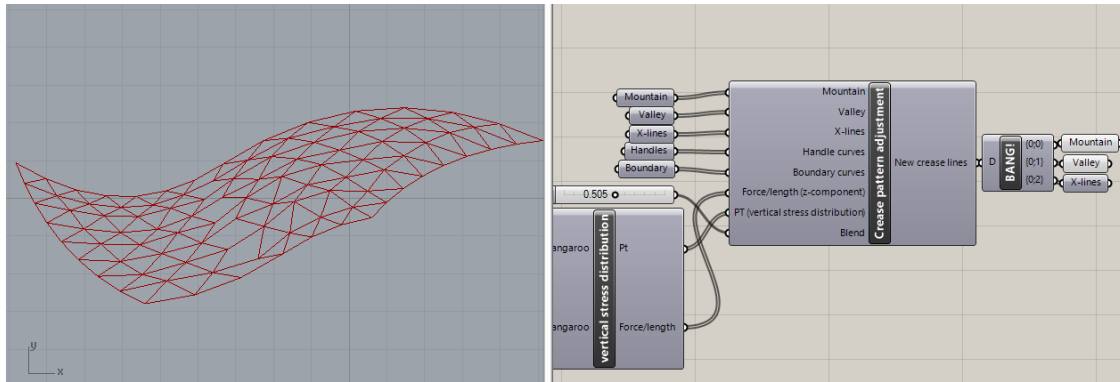 y
x
Mountain
Valley
X-lines
Handles
Boundary
0.505
Mountain
Valley
X-lines
Handle curves
Boundary curves
Force/length (z-component)
PT (vertical stress distribution)
Blend
Crease pattern adjustment
New crease lines
D
BANG!
{0;0}
{0;1}
{0;2}
Mountain
Valley
X-lines
angaroo
angaroo
vertical stress distribution
Pt
Force/length